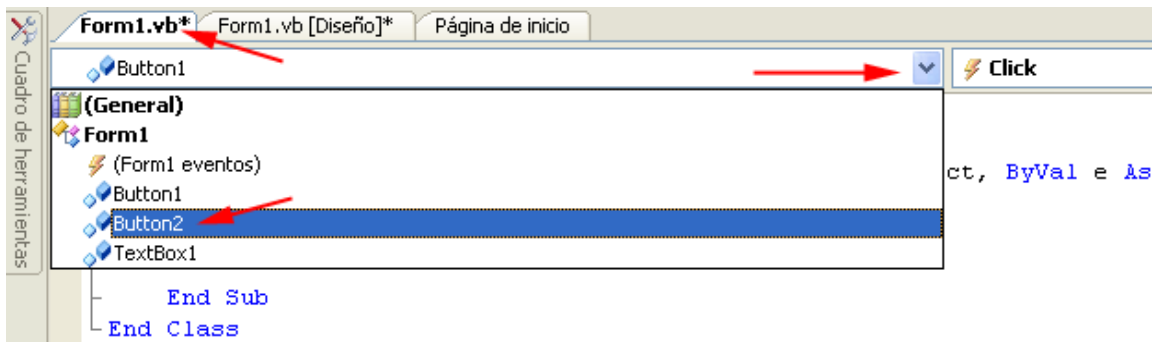 Form1.vb* Form1.vb [Diseño]* Página de inicio
Cuadro de herramientas
Button1 Click
(General)
Form1
(Form1 eventos)
ct, ByVal e As
Button1
Button2
TextBox1
End Sub
End Class